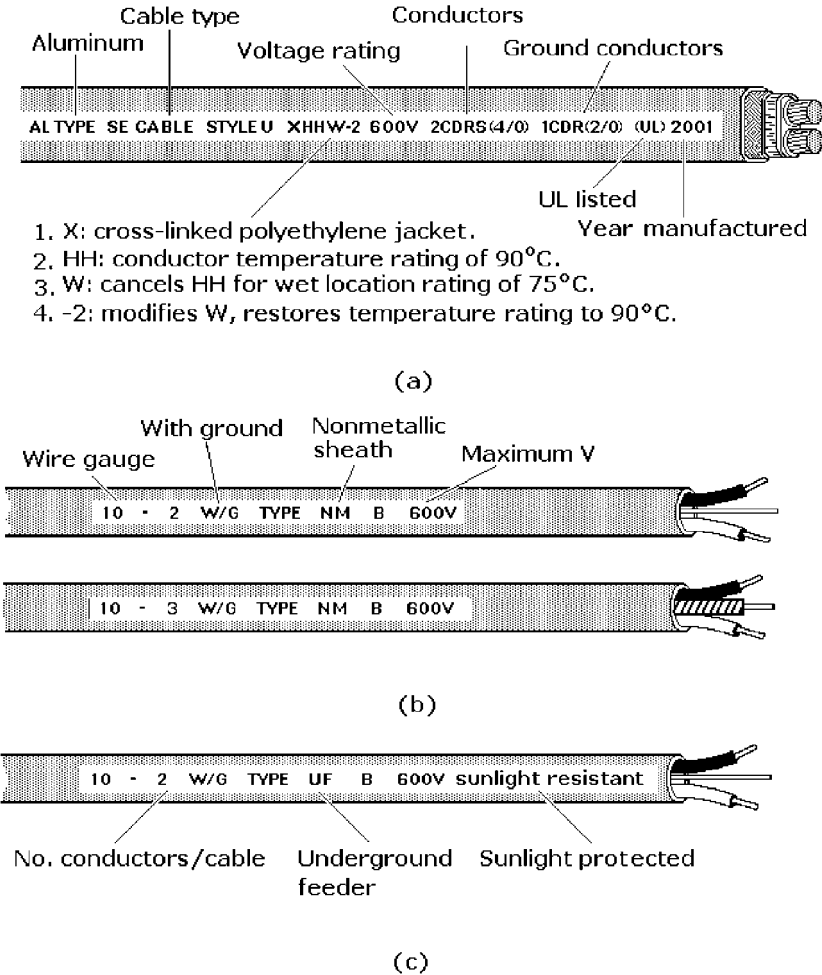 Cable type
Conductors
Aluminum
Voltage rating
Ground conductors
AL TYPE SE CABLE STYLE U XHHW-2 600V 2CDRS(4/0) 1CDR(2/0) (UL) 2001
UL listed
Year manufactured
1. X: cross-linked polyethylene jacket.
2. HH: conductor temperature rating of 90°C.
3. W: cancels HH for wet location rating of 75°C.
4. -2: modifies W, restores temperature rating to 90°C.
(a)
With ground
Nonmetallic
sheath
Wire gauge
Maximum V
10 - 2 W/G TYPE NM B 600V
10 - 3 W/G TYPE NM B 600V
(b)
10 - 2 W/G TYPE UF B 600V sunlight resistant
No. conductors/cable
Underground
feeder
Sunlight protected
(c)